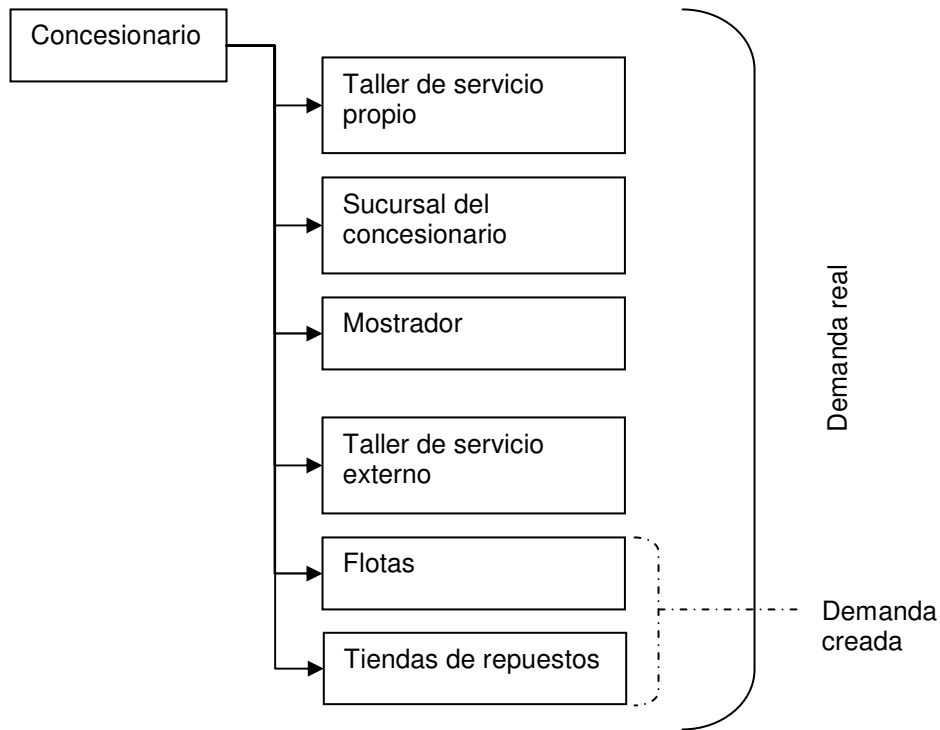 Concesionario
Taller de servicio
propio
Sucursal del
concesionario
Mostrador
Taller de servicio
externo
Flotas
Tiendas de repuestos
Demanda real
Demanda
creada